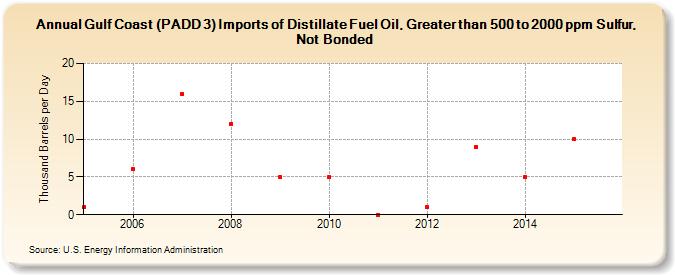 Annual Gulf Coast (PADD 3) Imports of Distillate Fuel Oil, Greater than 500 to 2000 ppm Sulfur,
Not Bonded
Thousand Barrels per Day
20
15
10
5
0
2006
2008
2010
2012
2014
Source: U.S. Energy Information Administration